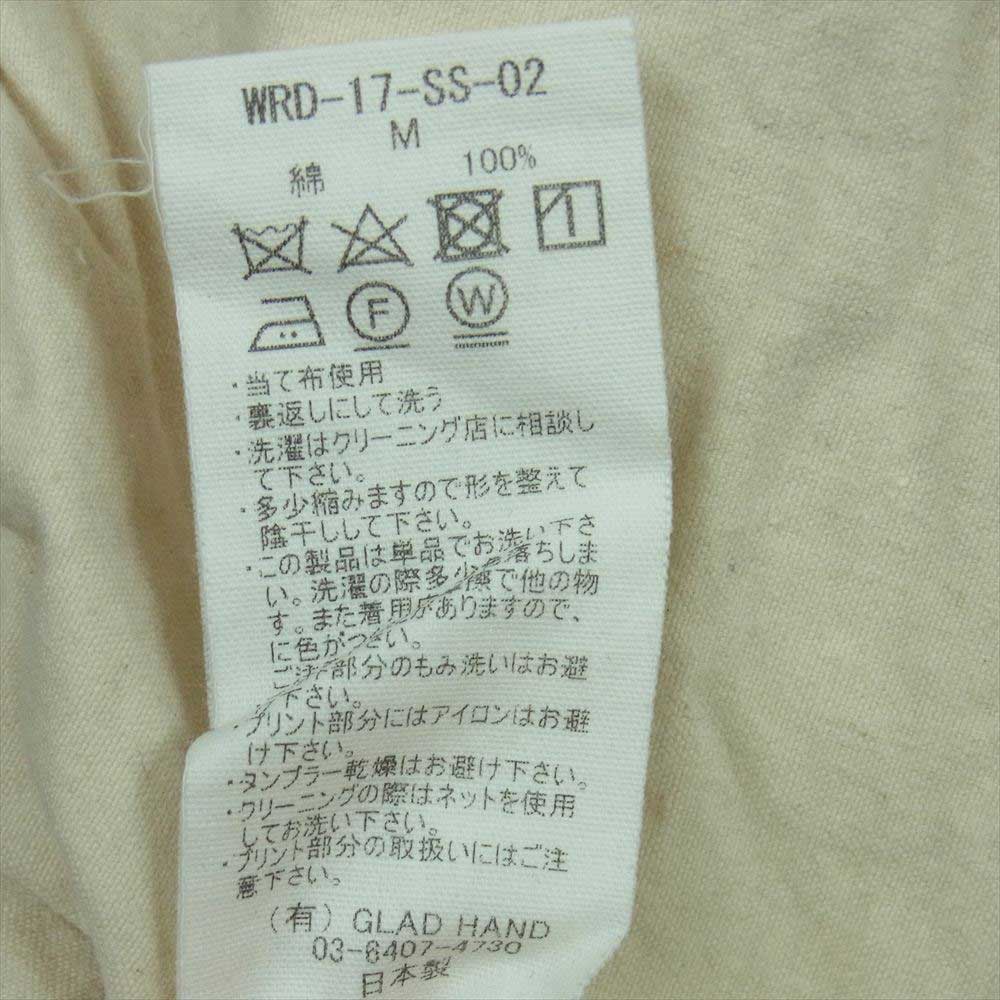 WRD-17-SS-02
M
綿 100%
F W
・当て布使用
・裏返しにして洗う
・洗濯はクリーニング店に相談し
て下さい。
・多少縮みますので形を整えて
陰干しして下さい。
・この製品は単品でお洗い下さ
い。洗濯の際多少 落ちしま
す。また着用 で他の物
に色が ありますので、
ご さい。
部分のもみ洗いはお避
け下さい。
・プリント部分にはアイロンはお避
け下さい。
・タンブラー乾燥はお避け下さい。
・クリーニングの際はネットを使用
してお洗い下さい。
・プリント部分の取扱いにはご注
意下さい。
(有) GLAD HAND
03-6407-4730
日本製